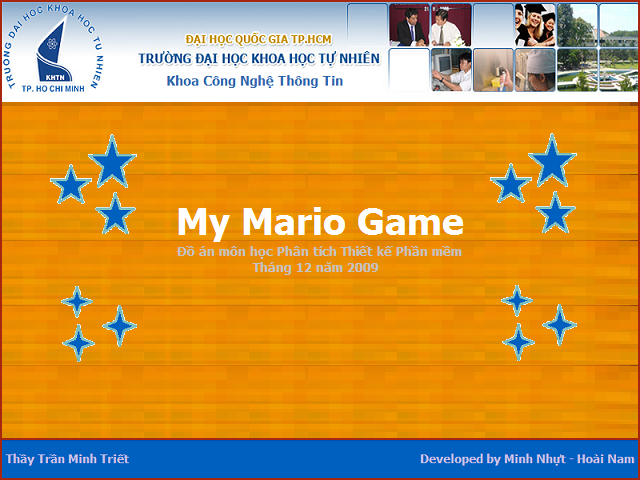 TRƯỜNG ĐẠI HỌC KHOA HỌC TỰ NHIÊN
KHTN
TP. HO CHI MINH
ĐẠI HỌC QUỐC GIA TP.HCM
TRƯỜNG ĐẠI HỌC KHOA HỌC TỰ NHIÊN
Khoa Công Nghệ Thông Tin
My Mario Game
Đồ án môn học Phân tích Thiết kế Phần mềm
Tháng 12 năm 2009
Thầy Trần Minh Triết
Developed by Minh Nhựt - Hoài Nam